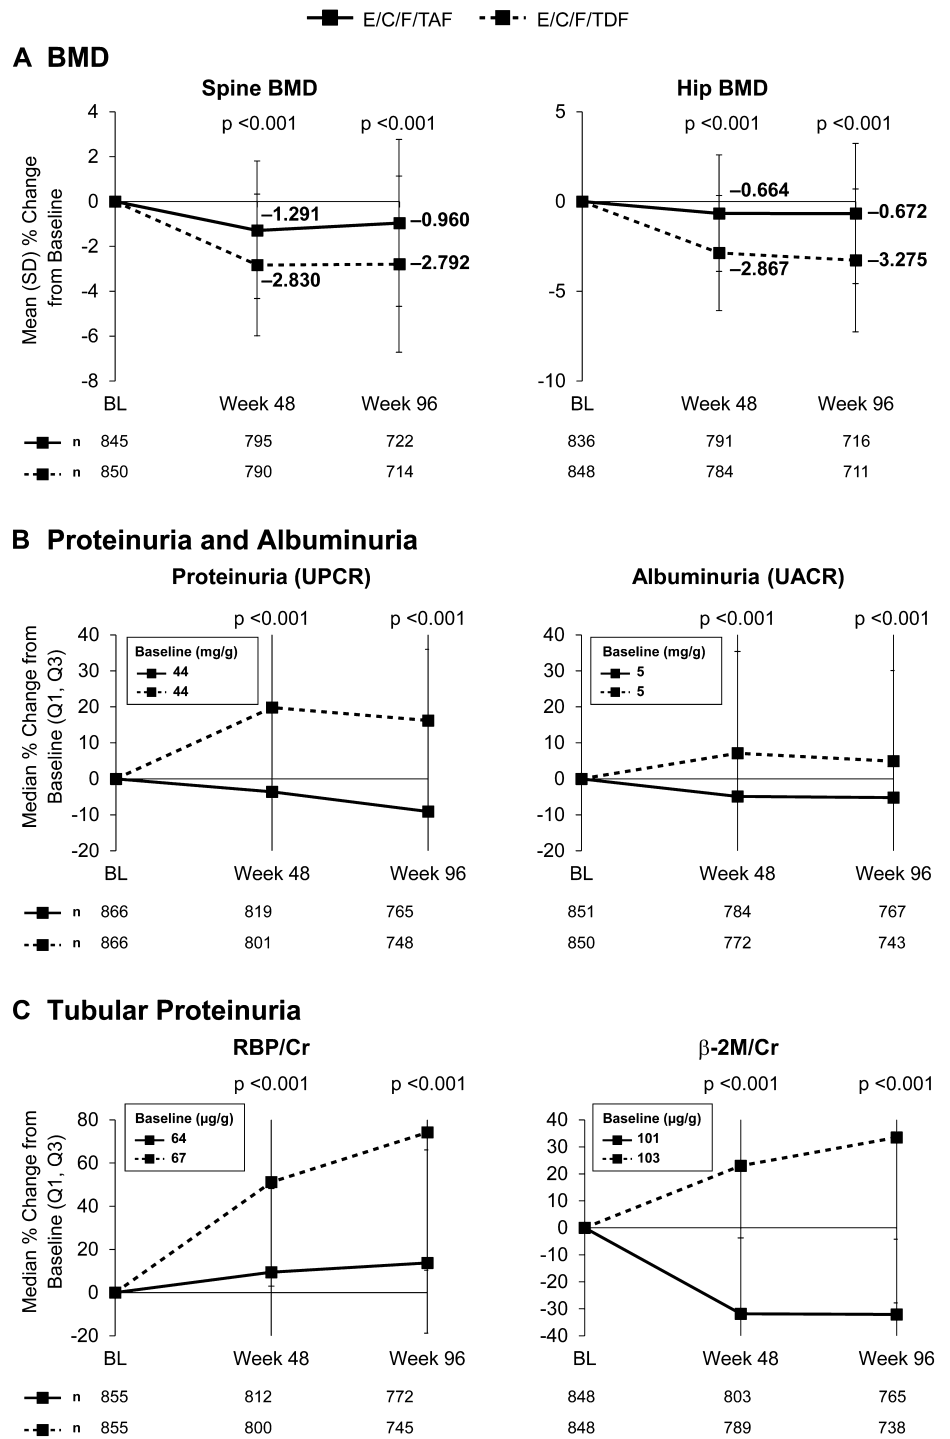 E/C/F/TAF E/C/F/TDF
A BMD
Spine BMD
Hip BMD
Mean (SD) % Change
from Baseline
p <0.001 p <0.001
4
2
0
-2
-4
-6
-8
–1.291
–0.960
–2.830
–2.792
BL Week 48 Week 96
p <0.001 p <0.001
5
0
-5
-10
–0.664
–0.672
–2.867
–3.275
BL Week 48 Week 96
n 845 795 722 836 791 716
n 850 790 714 848 784 711
B Proteinuria and Albuminuria
Proteinuria (UPCR)
Albuminuria (UACR)
Median % Change from
Baseline (Q1, Q3)
p <0.001 p <0.001
40
30
20
10
0
-10
-20
Baseline (mg/g)
44
44
BL Week 48 Week 96
p <0.001 p <0.001
40
30
20
10
0
-10
-20
Baseline (mg/g)
5
5
BL Week 48 Week 96
n 866 819 765 851 784 767
n 866 801 748 850 772 743
C Tubular Proteinuria
RBP/Cr
β-2M/Cr
Median % Change from
Baseline (Q1, Q3)
p <0.001 p <0.001
80
60
40
20
0
-20
Baseline (µg/g)
64
67
BL Week 48 Week 96
p <0.001 p <0.001
40
30
20
10
0
-10
-20
-30
-40
Baseline (µg/g)
101
103
BL Week 48 Week 96
n 855 812 772 848 803 765
n 855 800 745 848 789 738